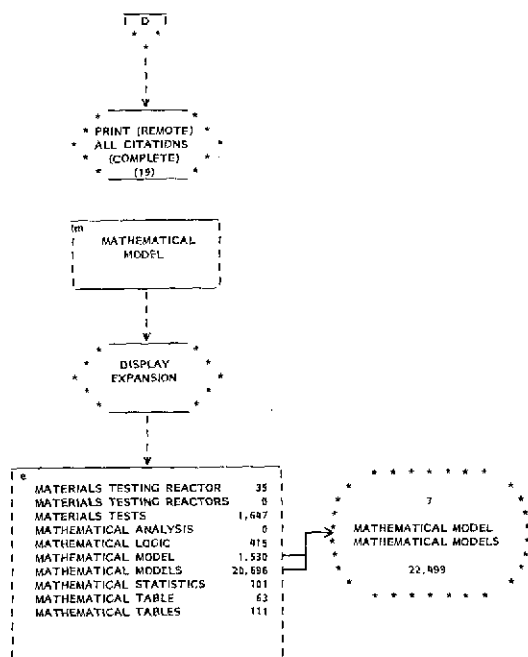 D
PRINT (REMOTE)
ALL CITATIONS
(COMPLETE)
(19)
tm
MATHEMATICAL
MODEL
DISPLAY
EXPANSION
e
MATERIALS TESTING REACTOR 35
MATERIALS TESTING REACTORS 0
MATERIALS TESTS 1,647
MATHEMATICAL ANALYSIS 0
MATHEMATICAL LOGIC 415
MATHEMATICAL MODEL 1,530
MATHEMATICAL MODELS 20,696
MATHEMATICAL STATISTICS 101
MATHEMATICAL TABLE 63
MATHEMATICAL TABLES 111
7
MATHEMATICAL MODEL
MATHEMATICAL MODELS
22,499